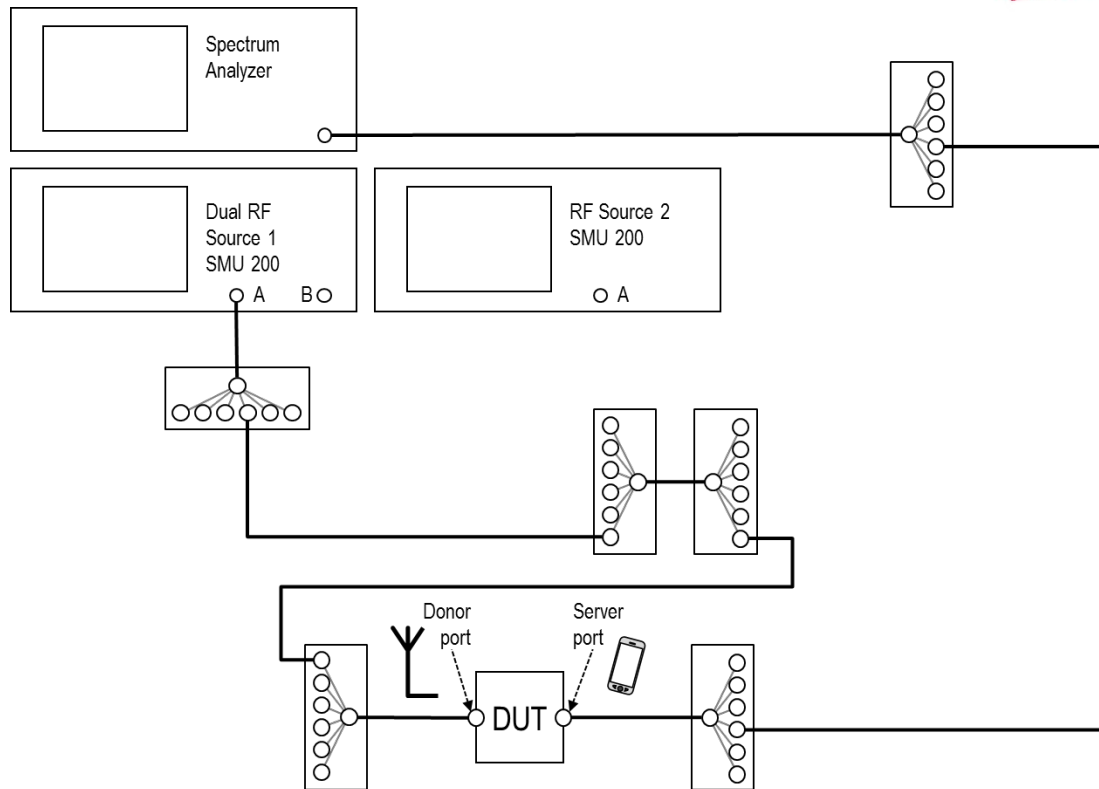 Spectrum
Analyzer
Dual RF
Source 1
SMU 200
A
B
RF Source 2
SMU 200
A
Donor
port
Server
port
DUT